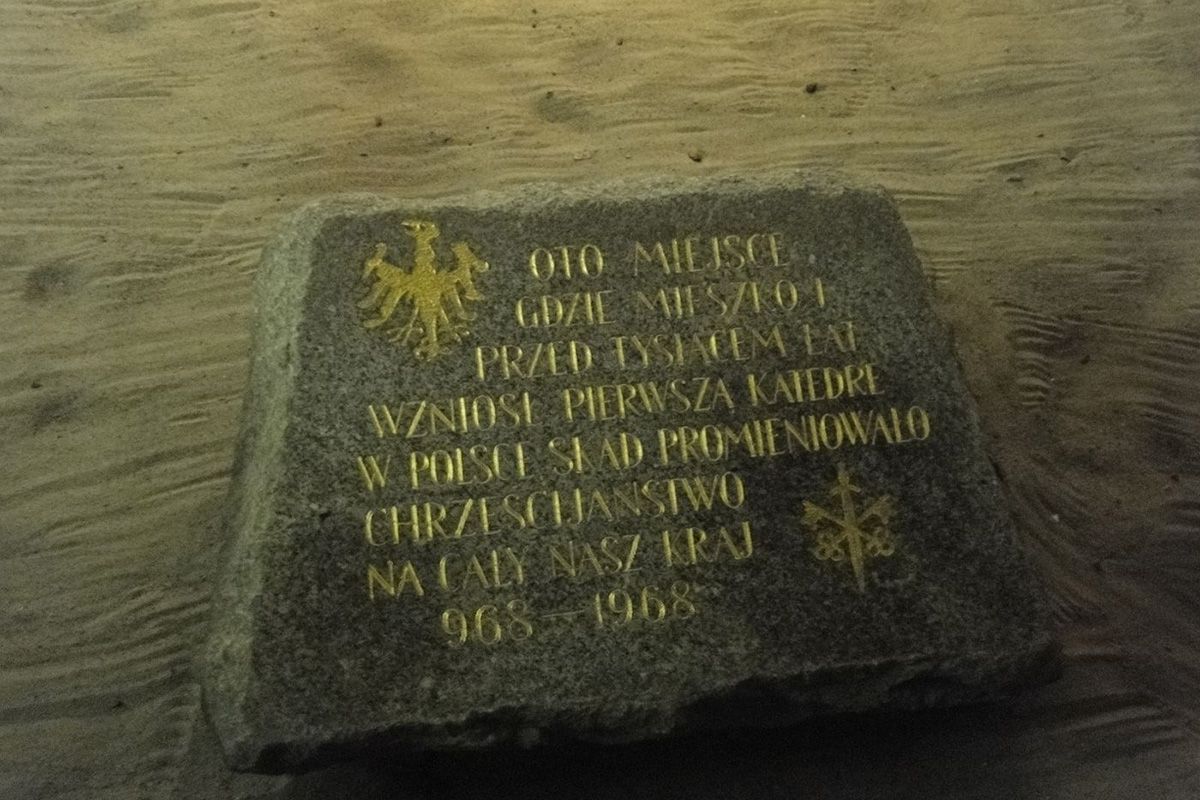 OTO MIEJSCE
GDZIE MIESZKO I
PRZED TYSIĄCEM LAT
WZNIOSŁ PIERWSZĄ KATEDRĘ
W POLSCE SKĄD PROMIENIOWAŁO
CHRZEŚCIJAŃSTWO
NA CAŁY NASZ KRAJ
968 — 1968